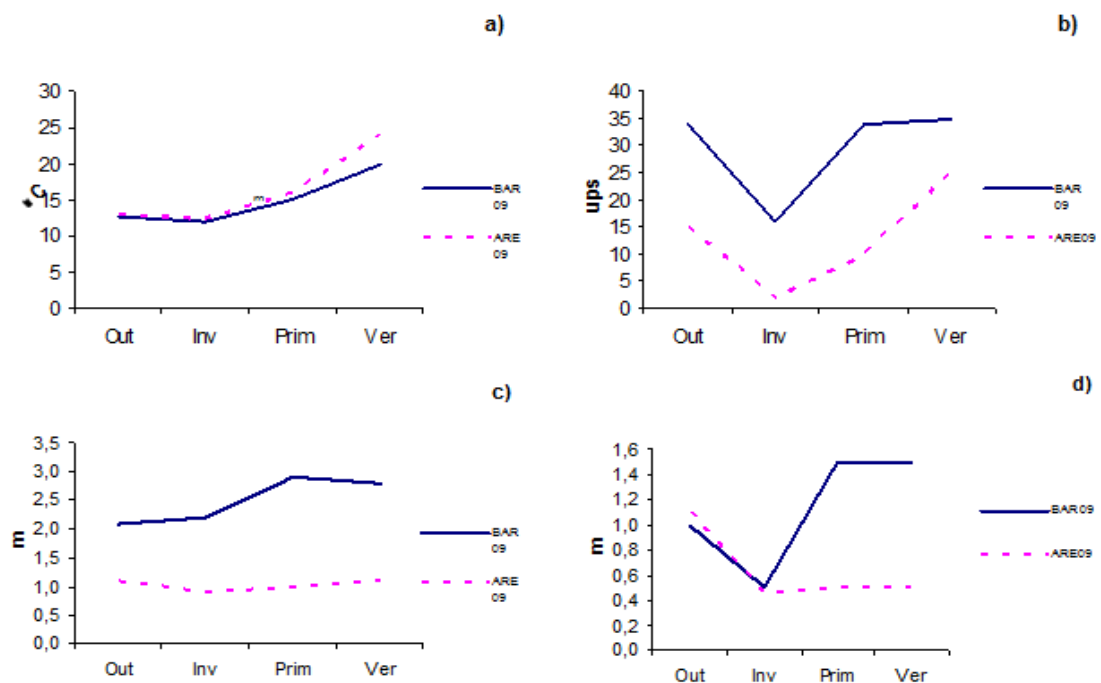 a)
30
25
20
15
10
5
0
°C
m
Out Inv Prim Ver
BAR
09
ARE
09
b)
40
35
30
25
20
15
10
5
0
ups
Out Inv Prim Ver
BAR
09
ARE09
c)
3,5
3,0
2,5
2,0
1,5
1,0
0,5
0,0
m
Out Inv Prim Ver
BAR
09
ARE
09
d)
1,6
1,4
1,2
1,0
0,8
0,6
0,4
0,2
0,0
m
Out Inv Prim Ver
BAR09
ARE09